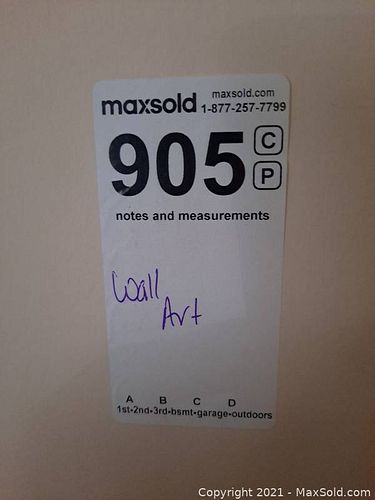 maxsold maxsold.com
1-877-257-7799
905 C
P
notes and measurements
Wall
Art
A B C D
1st-2nd-3rd-bsmt-garage-outdoors
Copyright 2021 - MaxSold.com